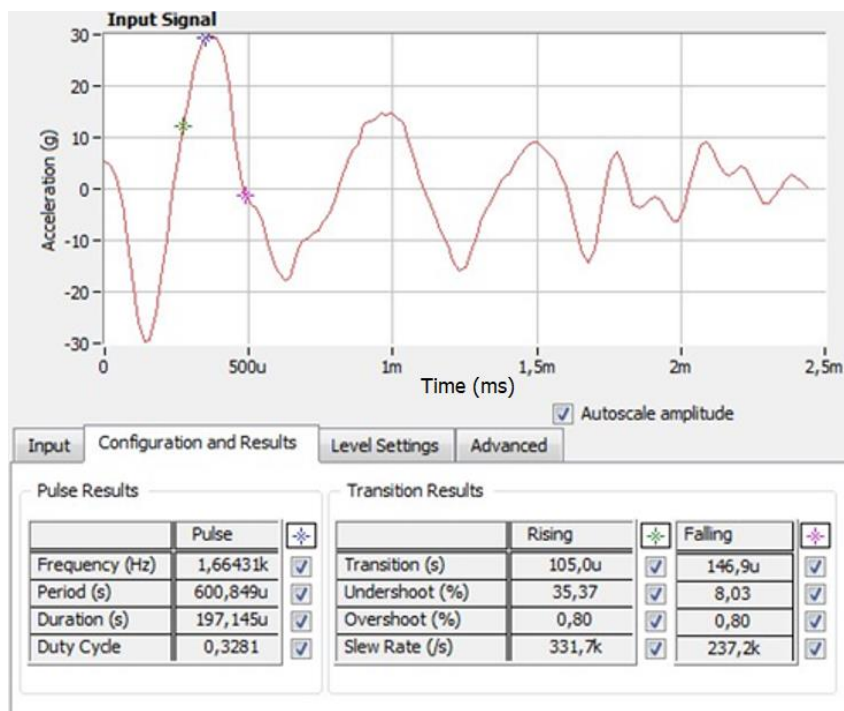 Input Signal
30
20
10
0
-10
-20
-30
Acceleration (g)
0 500u 1m 1,5m 2m 2,5m
Time (ms)
Autoscale amplitude
Input Configuration and Results Level Settings Advanced
Pulse Results
Pulse
Frequency (Hz) 1,66431k
Period (s) 600,849u
Duration (s) 197,145u
Duty Cycle 0,3281
Transition Results
Rising Falling
Transition (s) 105,0u 146,9u
Undershoot (%) 35,37 8,03
Overshoot (%) 0,80 0,80
Slew Rate (/s) 331,7k 237,2k